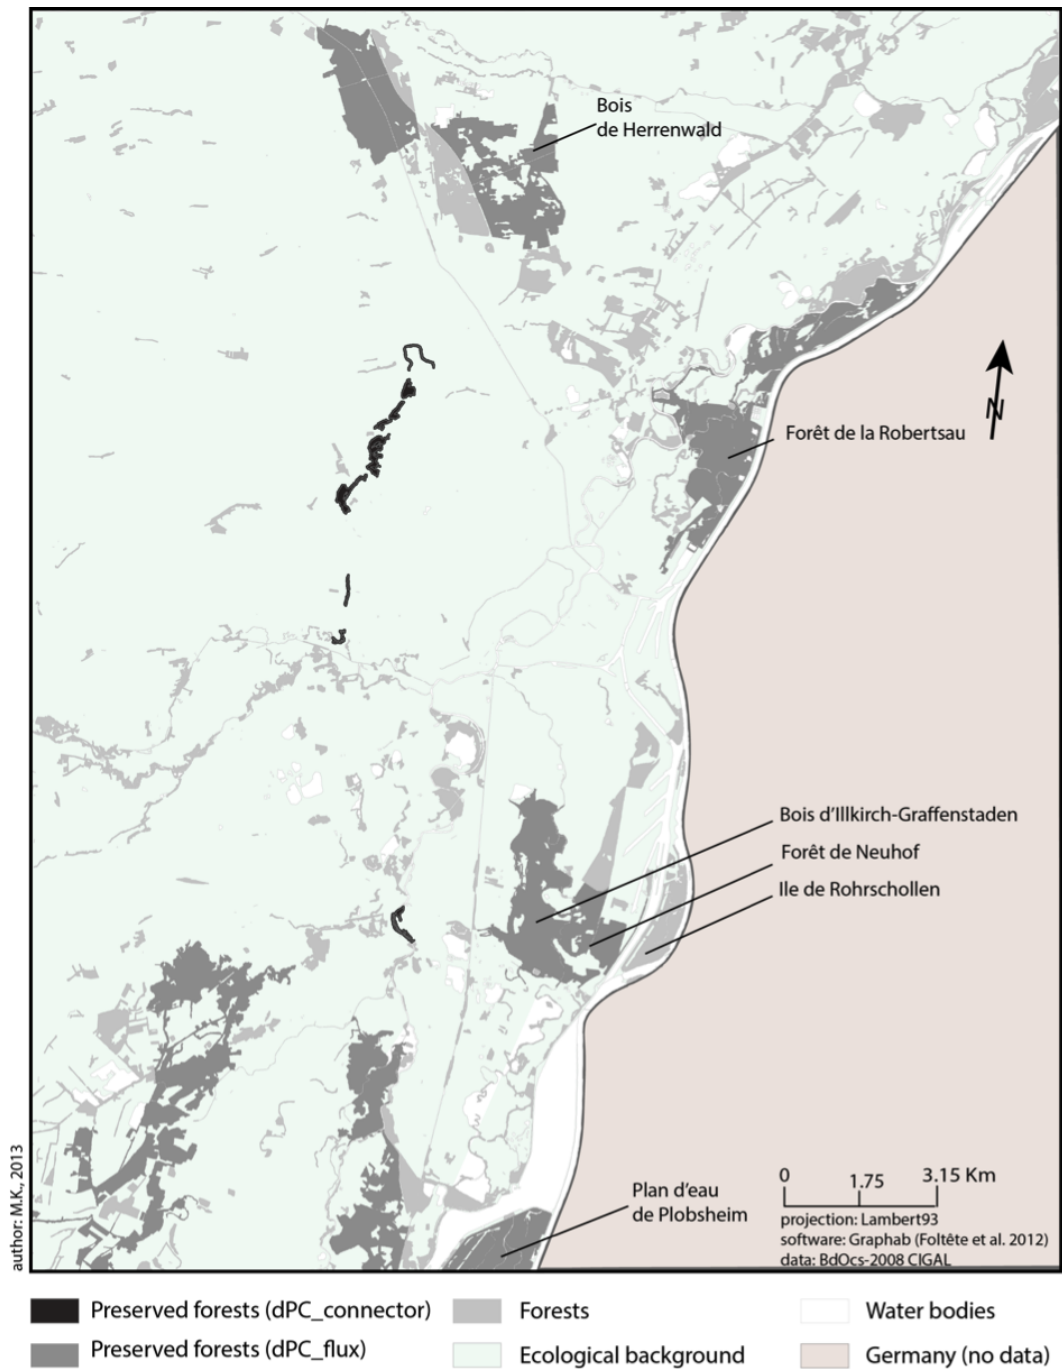 Bois
de Herrenwald
N
Forêt de la Robertsau
Bois d'Illkirch-Graffenstaden
Forêt de Neuhof
Ile de Rohrschollen
Plan d'eau
de Plobsheim
0 1.75 3.15 Km
projection: Lambert93
software: Graphab (Foltête et al. 2012)
data: BdOcs-2008 CIGAL
author: M.K., 2013
Preserved forests (dPC_connector)
Preserved forests (dPC_flux)
Forests
Ecological background
Water bodies
Germany (no data)